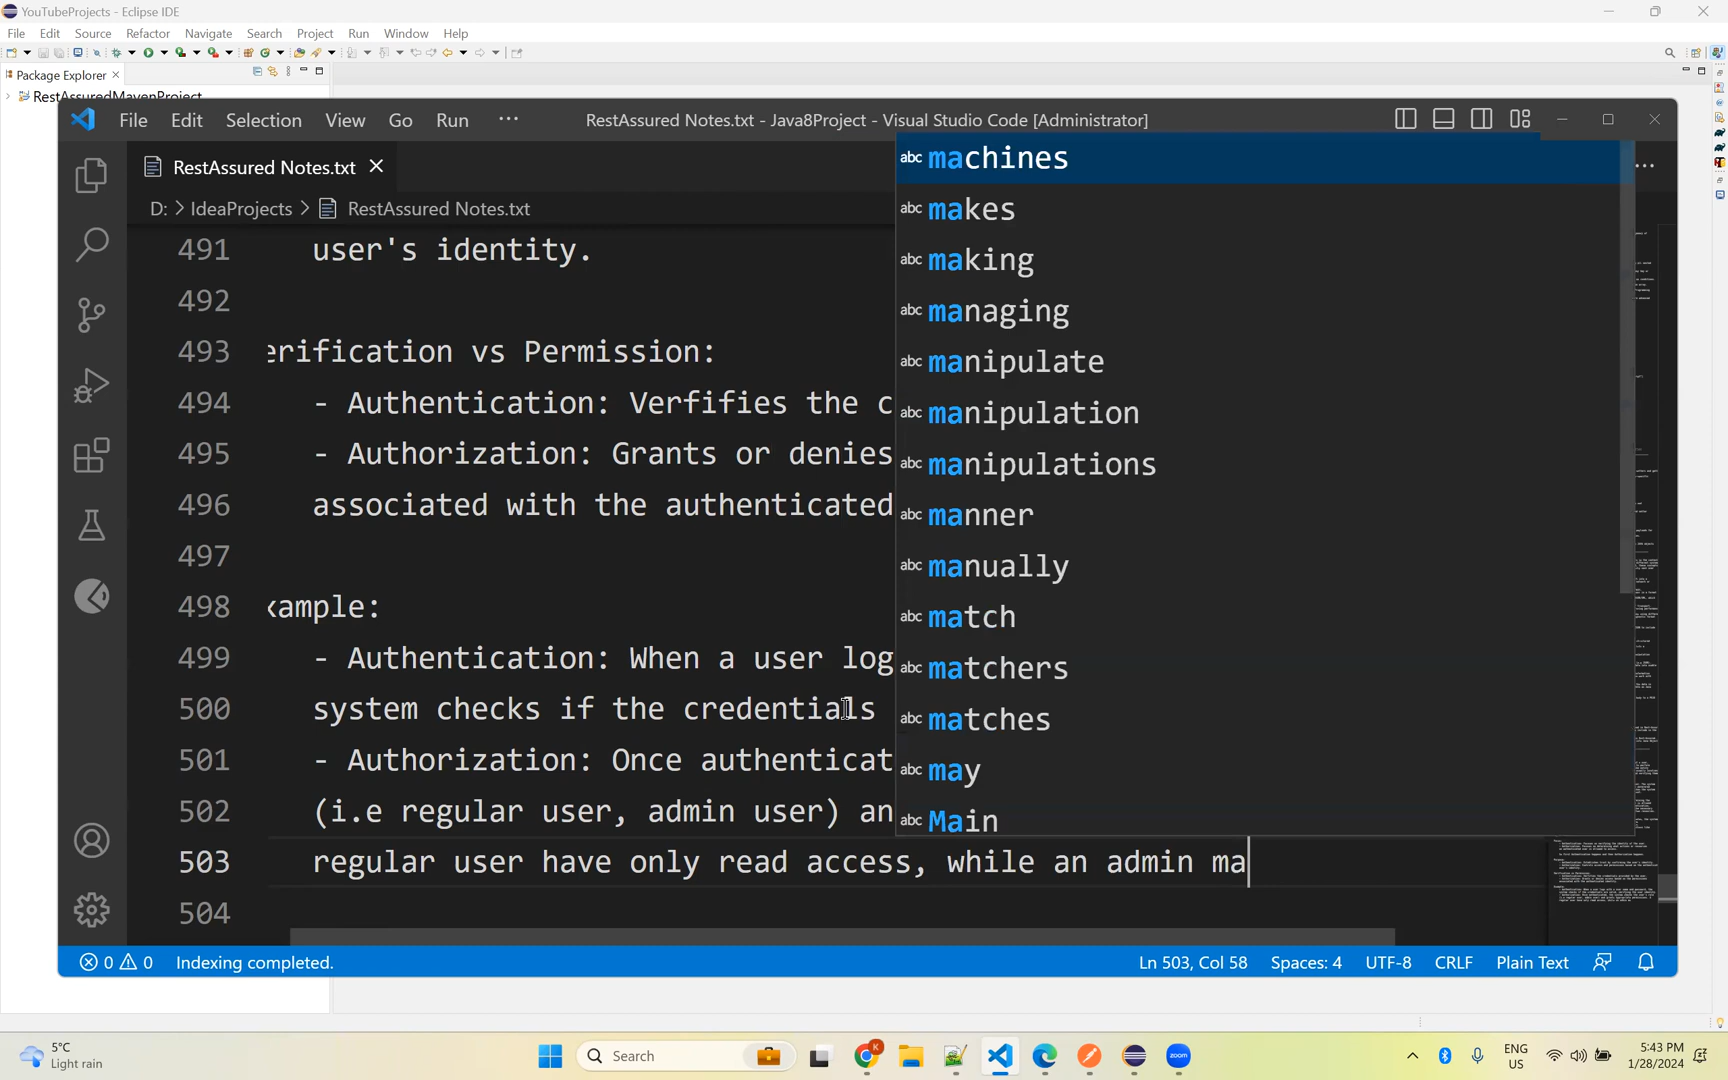 YouTubeProjects - Eclipse IDE
File Edit Source Refactor Navigate Search Project Run Window Help
Package Explorer
RestAssuredMavenProject
File Edit Selection View Go Run ··· RestAssured Notes.txt - Java8Project - Visual Studio Code [Administrator]
RestAssured Notes.txt
D: > IdeaProjects > RestAssured Notes.txt
491 user's identity.
492
493 erification vs Permission:
494 - Authentication: Verfifies the c
495 - Authorization: Grants or denies
496 associated with the authenticated
497
498 xample:
499 - Authentication: When a user log
500 system checks if the credentials
501 - Authorization: Once authenticat
502 (i.e regular user, admin user) an
503 regular user have only read access, while an admin ma
504
abc machines
abc makes
abc making
abc managing
abc manipulate
abc manipulation
abc manipulations
abc manner
abc manually
abc match
abc matchers
abc matches
abc may
abc Main
0 0 Indexing completed. Ln 503, Col 58 Spaces: 4 UTF-8 CRLF Plain Text
5°C
Light rain
Search
K
zoom
ENG
US
5:43 PM
1/28/2024